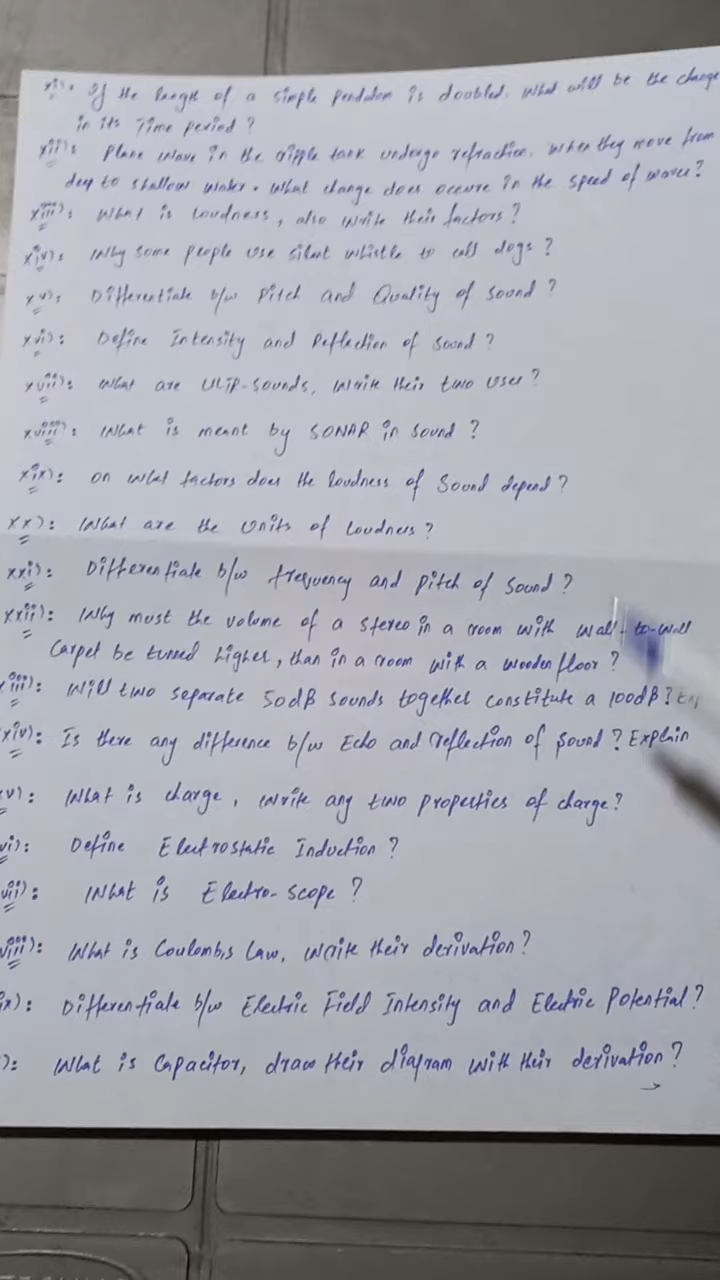 xi): If the length of a simple pendulom is doubled. What will be the change
in its Time period?
xii): Plane wave in the ripple tank undergo refraction. When they move from
deep to shallow water. What change does occure in the speed of waves?
xiii): What is Loudness, also write their factors?
xiv): Why some people use silent whistle to call dogs?
xv): Differentiate b/w Pitch and Quality of Sound?
xvi): Define Intensity and Reflection of Sound?
xvii): What are Sounds, Write their two Uses?
xviii): What is meant by SONAR in Sound?
xix): on what factors does the loudness of Sound depend?
xx): What are the Units of Loudness?
xxi): Differentiate b/w frequency and Pitch of Sound?
xxii): Why must the volume of a stereo in a room with wall-to-wall
Carpet be turned higher, than in a room with a wooden floor?
iii): Will two separate 50dB sounds together constitute a 100dB?
xiv): Is there any difference b/w Echo and reflection of Sound? Explain
v): What is charge, Write any two properties of charge?
vi): Define Electrostatic Induction?
vii): What is Electro-Scope?
viii): What is Coulombis Law, Write their derivation?
ix): Differentiate b/w Electric Field Intensity and Electric Potential?
): What is Capacitor, draw their diagram with their derivation?
→